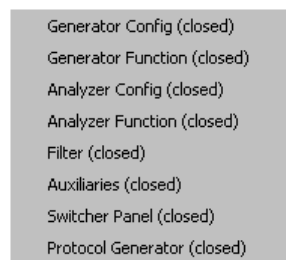 Generator Config (closed)
Generator Function (closed)
Analyzer Config (closed)
Analyzer Function (closed)
Filter (closed)
Auxiliaries (closed)
Switcher Panel (closed)
Protocol Generator (closed)